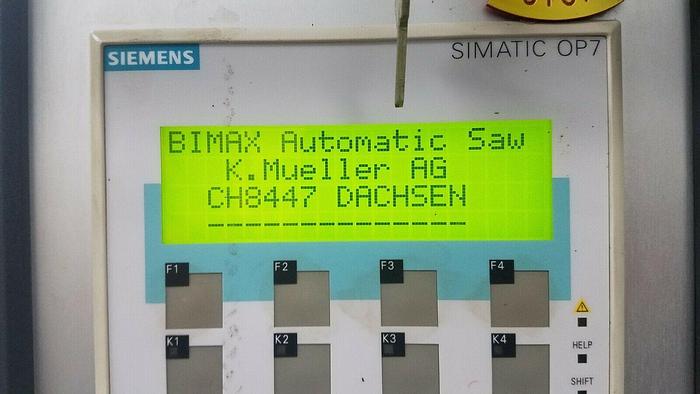 SIEMENS
SIMATIC OP7
BIMAX Automatic Saw
K.Mueller AG
CH8447 DACHSEN
F1 F2 F3 F4
K1 K2 K3 K4
HELP
SHIFT